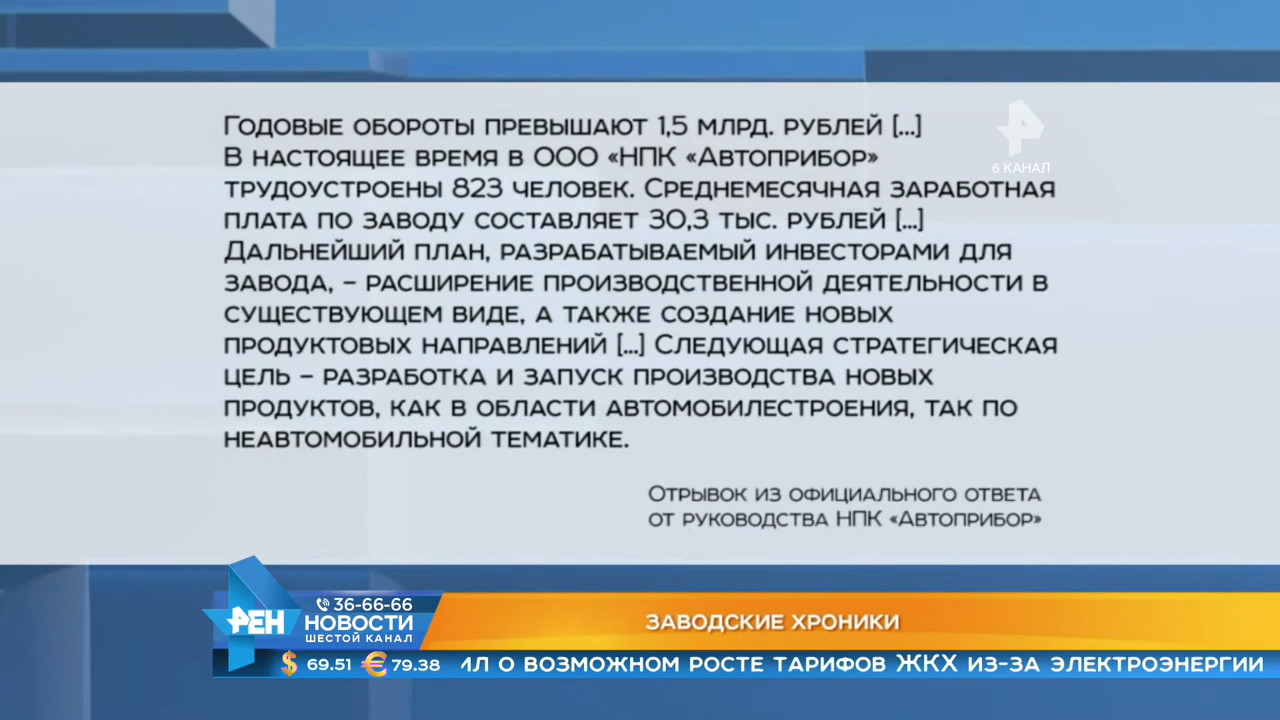 Годовые обороты превышают 1,5 млрд. рублей [...]
6 КАНАЛ
В настоящее время в ООО «НПК «Автоприбор»
трудоустроены 823 человек. Среднемесячная заработная
плата по заводу составляет 30,3 тыс. рублей [...]
Дальнейший план, разрабатываемый инвесторами для
завода, – расширение производственной деятельности в
существующем виде, а также создание новых
продуктовых направлений [...] Следующая стратегическая
цель – разработка и запуск производства новых
продуктов, как в области автомобилестроения, так по
неавтомобильной тематике.
Отрывок из официального ответа
от руководства НПК «Автоприбор»
РЕН
36-66-66
НОВОСТИ
ШЕСТОЙ КАНАЛ
ЗАВОДСКИЕ ХРОНИКИ
$ 69.51 € 79.38 ИЛ О ВОЗМОЖНОМ РОСТЕ ТАРИФОВ ЖКХ ИЗ-ЗА ЭЛЕКТРОЭНЕРГИИ